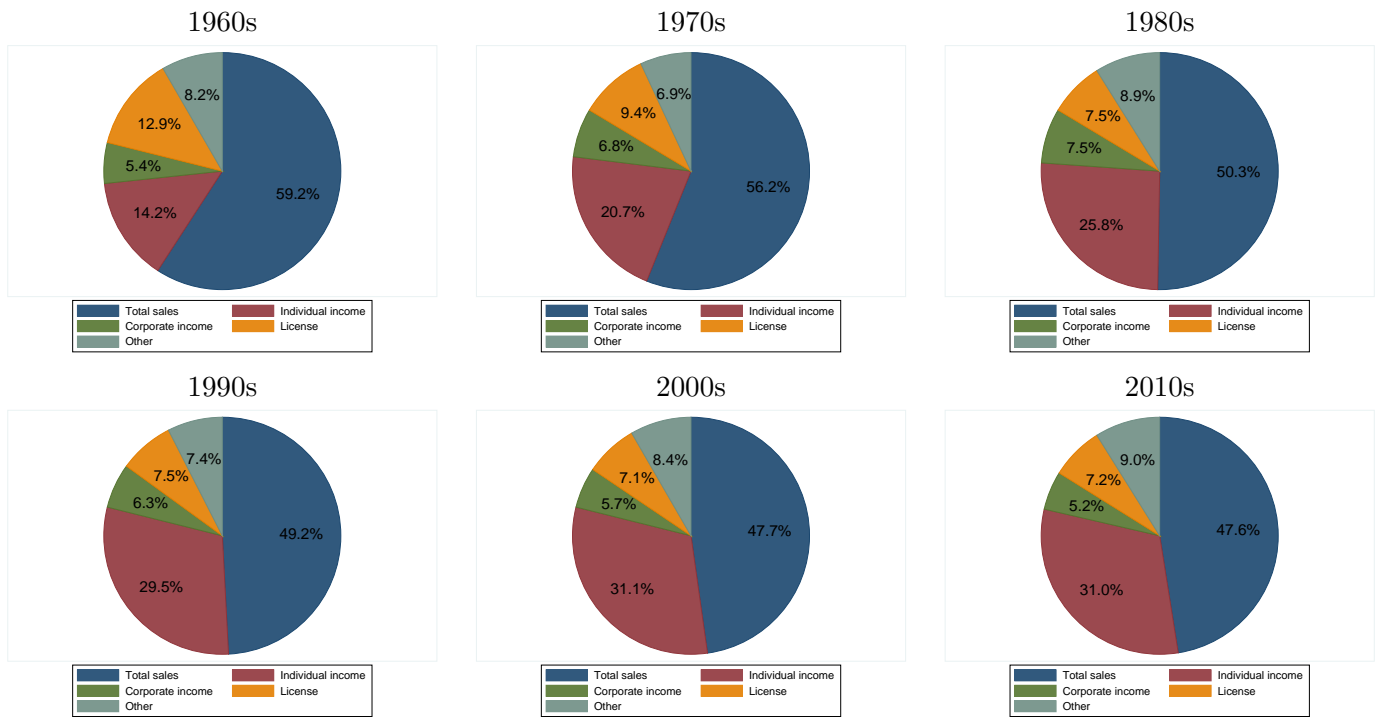 1960s
8.2%
12.9%
5.4%
59.2%
14.2%
Total sales Individual income
Corporate income License
Other
1970s
6.9%
9.4%
6.8%
56.2%
20.7%
Total sales Individual income
Corporate income License
Other
1980s
8.9%
7.5%
7.5%
50.3%
25.8%
Total sales Individual income
Corporate income License
Other
1990s
7.4%
7.5%
6.3%
49.2%
29.5%
Total sales Individual income
Corporate income License
Other
2000s
8.4%
7.1%
5.7%
47.7%
31.1%
Total sales Individual income
Corporate income License
Other
2010s
9.0%
7.2%
5.2%
47.6%
31.0%
Total sales Individual income
Corporate income License
Other